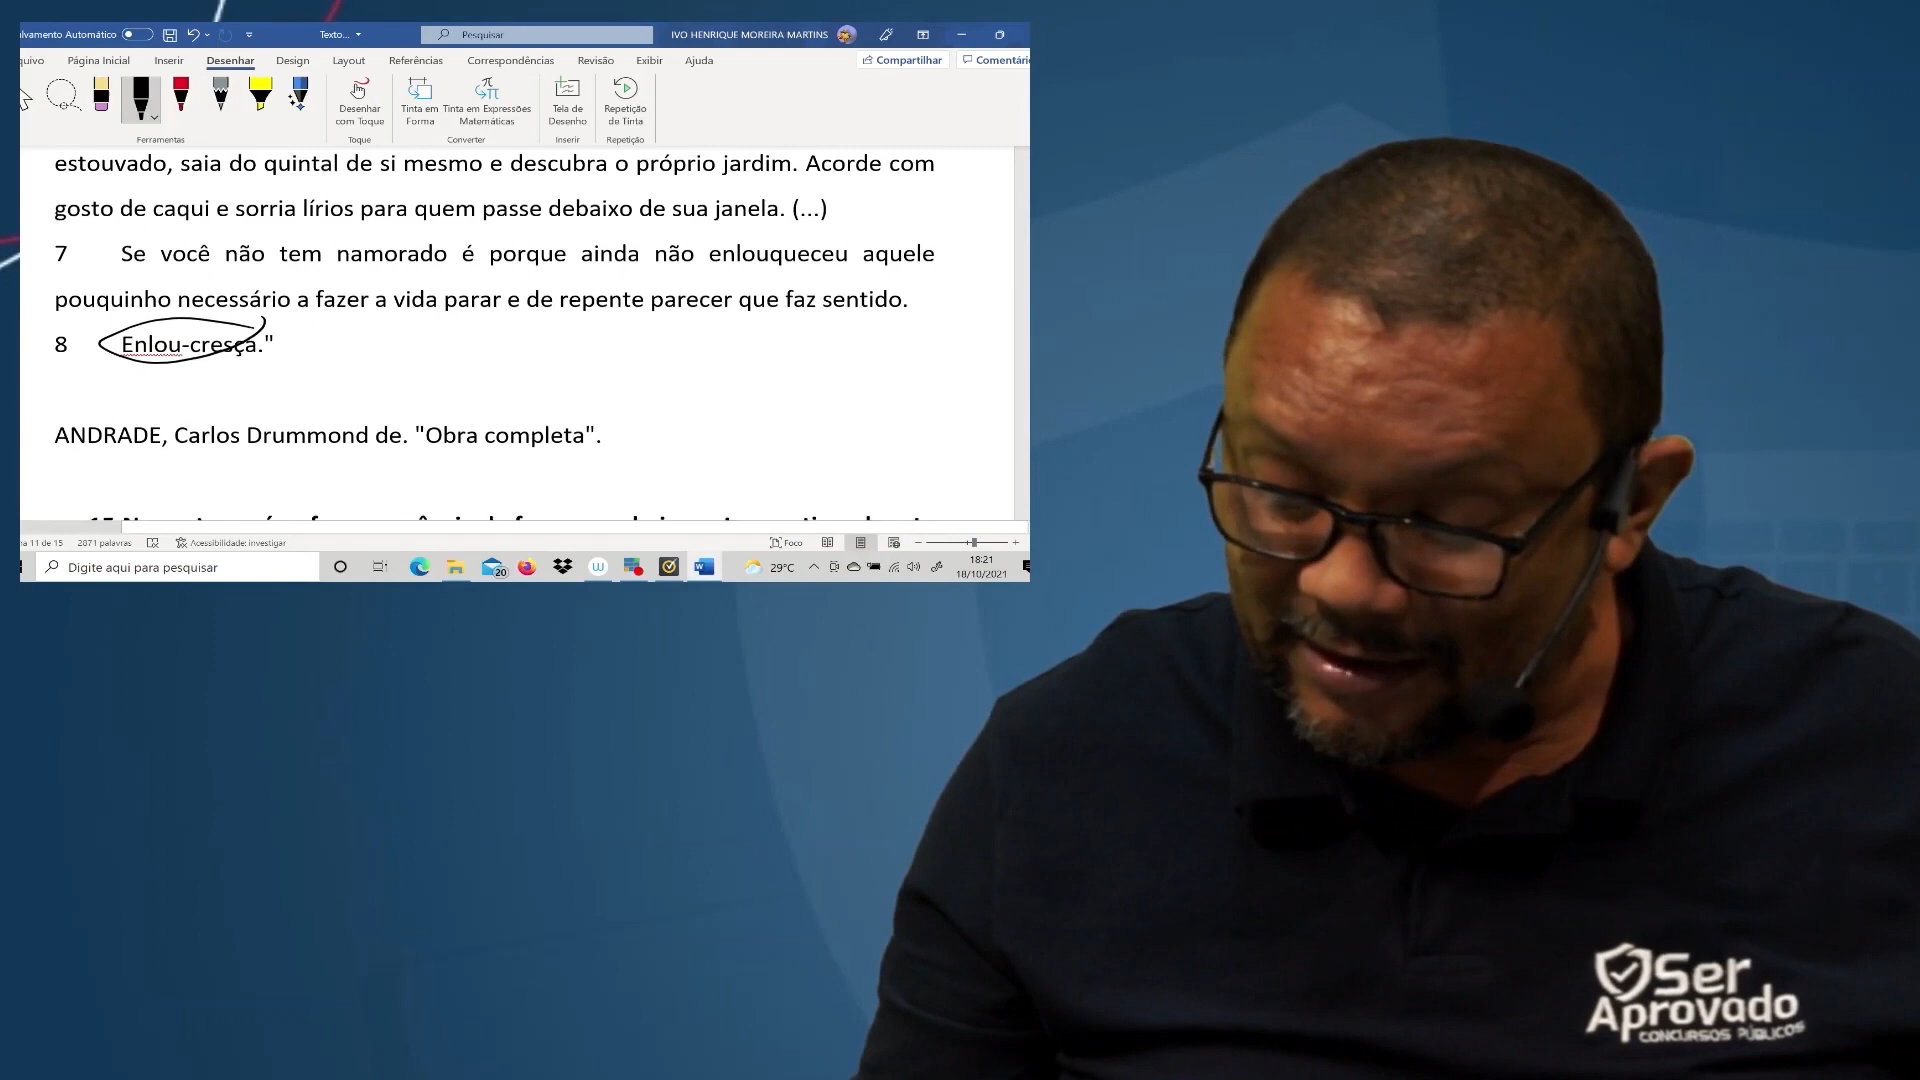 alvamento Automático
Texto...
Pesquisar
IVO HENRIQUE MOREIRA MARTINS
quivo Página Inicial Inserir Desenhar Design Layout Referências Correspondências Revisão Exibir Ajuda
Compartilhar
Comentári
Desenhar com Toque
Tinta em Forma
Tinta em Expressões Matemáticas
Tela de Desenho
Repetição de Tinta
Ferramentas Toque Converter Inserir Repetição
estouvado, saia do quintal de si mesmo e descubra o próprio jardim. Acorde com
gosto de caqui e sorria lírios para quem passe debaixo de sua janela. (...)
7 Se você não tem namorado é porque ainda não enlouqueceu aquele
pouquinho necessário a fazer a vida parar e de repente parecer que faz sentido.
8 Enlou-cresça."
ANDRADE, Carlos Drummond de. "Obra completa".
na 11 de 15 2871 palavras Acessibilidade: investigar
Foco
Digite aqui para pesquisar
20
29°C
18:21
18/10/2021
Ser
Aprovado
CONCURSOS PÚBLICOS